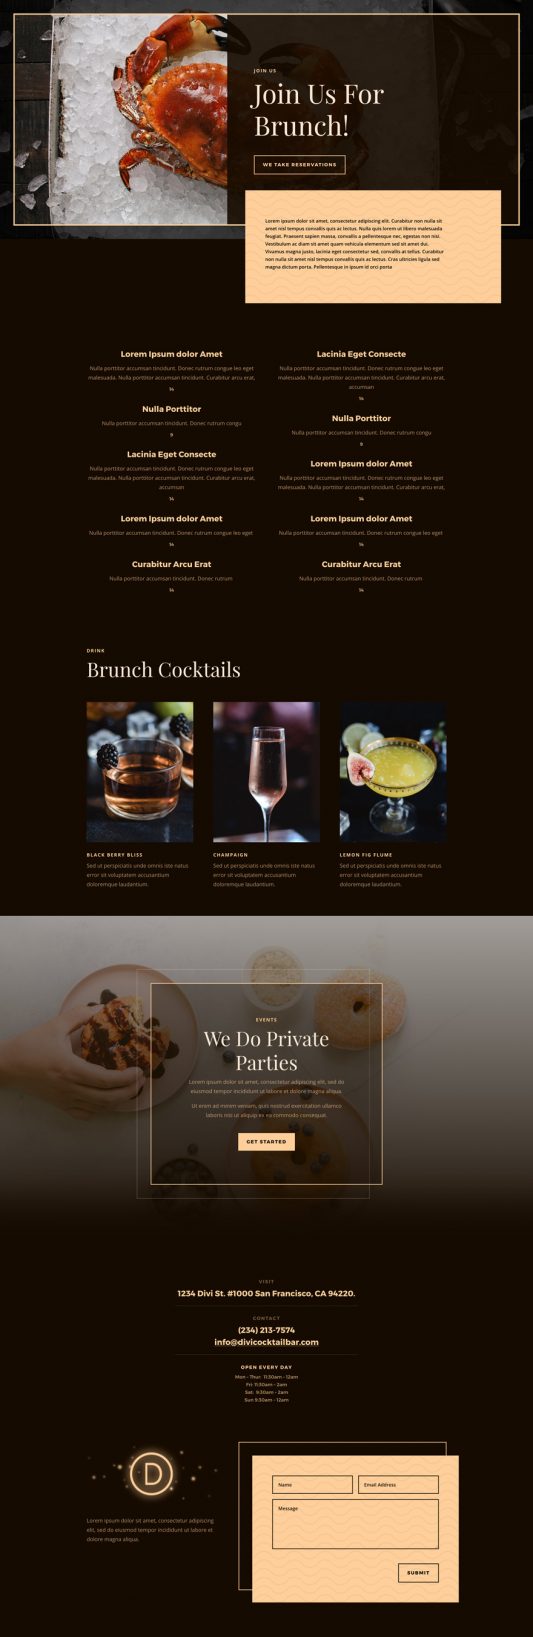 JOIN US
Join Us For
Brunch!
WE TAKE RESERVATIONS
Lorem ipsum dolor sit amet, consectetur adipiscing elit. Curabitur non nulla sit
amet nisl tempus convallis quis ac lectus. Nulla quis lorem ut libero malesuada
feugiat. Praesent sapien massa, convallis a pellentesque nec, egestas non nisi.
Vestibulum ac diam sit amet quam vehicula elementum sed sit amet dui.
Vivamus magna justo, lacinia eget consectetur sed, convallis at tellus. Curabitur
non nulla sit amet nisl tempus convallis quis ac lectus. Cras ultricies ligula sed
magna dictum porta. Pellentesque in ipsum id orci porta
Lorem Ipsum dolor Amet
Nulla porttitor accumsan tincidunt. Donec rutrum congue leo eget
malesuada. Nulla porttitor accumsan tincidunt. Curabitur arcu erat,
14
Nulla Porttitor
Nulla porttitor accumsan tincidunt. Donec rutrum congu
9
Lacinia Eget Consecte
Nulla porttitor accumsan tincidunt. Donec rutrum congue leo eget
malesuada. Nulla porttitor accumsan tincidunt. Curabitur arcu erat,
accumsan
14
Lorem Ipsum dolor Amet
Nulla porttitor accumsan tincidunt. Donec rutrum congue leo eget
14
Curabitur Arcu Erat
Nulla porttitor accumsan tincidunt. Donec rutrum
14
Lacinia Eget Consecte
Nulla porttitor accumsan tincidunt. Donec rutrum congue leo eget
malesuada. Nulla porttitor accumsan tincidunt. Curabitur arcu erat,
accumsan
14
Nulla Porttitor
Nulla porttitor accumsan tincidunt. Donec rutrum congu
9
Lorem Ipsum dolor Amet
Nulla porttitor accumsan tincidunt. Donec rutrum congue leo eget
malesuada. Nulla porttitor accumsan tincidunt. Curabitur arcu erat,
14
Lorem Ipsum dolor Amet
Nulla porttitor accumsan tincidunt. Donec rutrum congue leo eget
14
Curabitur Arcu Erat
Nulla porttitor accumsan tincidunt. Donec rutrum
14
DRINK
Brunch Cocktails
BLACK BERRY BLISS
Sed ut perspiciatis unde omnis iste natus
error sit voluptatem accusantium
doloremque laudantium.
CHAMPAIGN
Sed ut perspiciatis unde omnis iste natus
error sit voluptatem accusantium
doloremque laudantium.
LEMON FIG FLUME
Sed ut perspiciatis unde omnis iste natus
error sit voluptatem accusantium
doloremque laudantium.
EVENTS
We Do Private
Parties
Lorem ipsum dolor sit amet, consectetur adipiscing elit, sed do
eiusmod tempor incididunt ut labore et dolore magna aliqua.
Ut enim ad minim veniam, quis nostrud exercitation ullamco
laboris nisi ut aliquip ex ea commodo consequat.
GET STARTED
VISIT
1234 Divi St. #1000 San Francisco, CA 94220.
CONTACT
(234) 213-7574
info@divicocktailbar.com
OPEN EVERY DAY
Mon - Thur: 11:30am - 12am
Fri: 11:30am - 2am
Sat: 9:30am - 2am
Sun 9:30am - 12am
D
Lorem ipsum dolor sit amet, consectetur adipiscing
elit, sed do eiusmod tempor incididunt ut labore et
dolore magna aliqua.
Name
Email Address
Message
SUBMIT